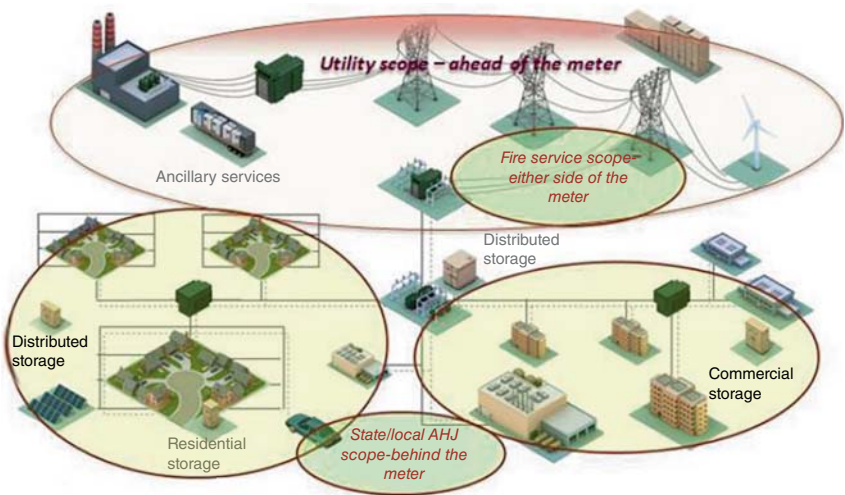 Utility scope – ahead of the meter
Ancillary services
Fire service scope-
either side of the
meter
Distributed
storage
Distributed
storage
Commercial
storage
Residential
storage
State/local AHJ
scope-behind the
meter